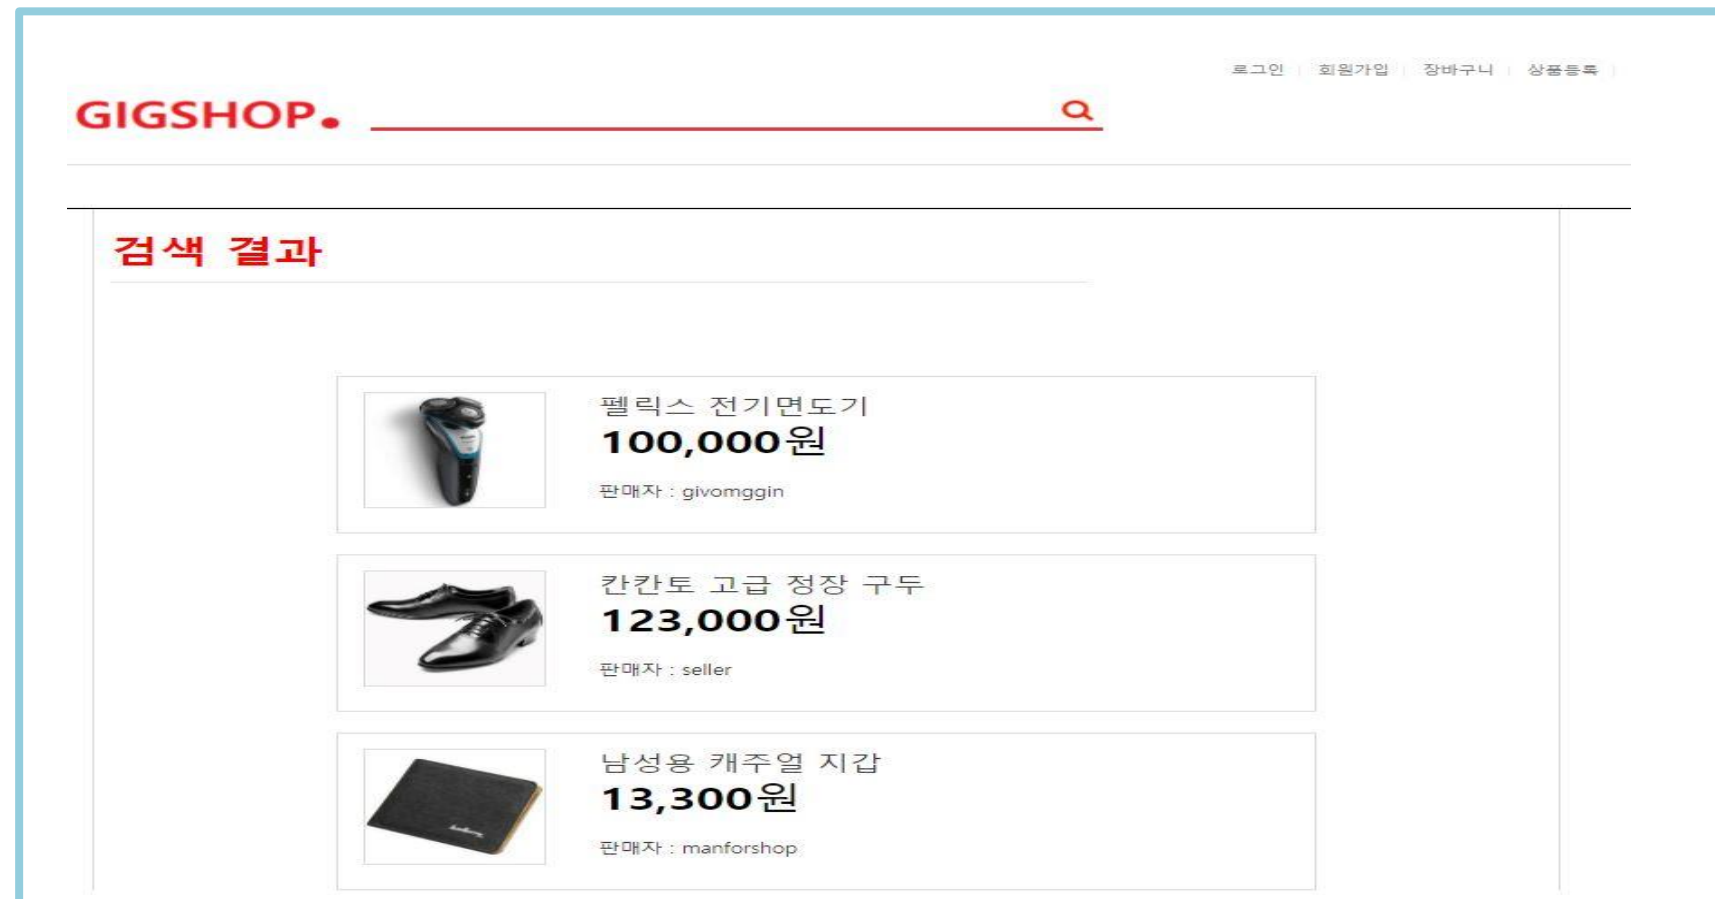 로그인 회원가입 장바구니 상품등록
GIGSHOP.
검색 결과
펠릭스 전기면도기
100,000원
판매자 : givomggin
칸칸토 고급 정장 구두
123,000원
판매자 : seller
남성용 캐주얼 지갑
13,300원
판매자 : manforshop